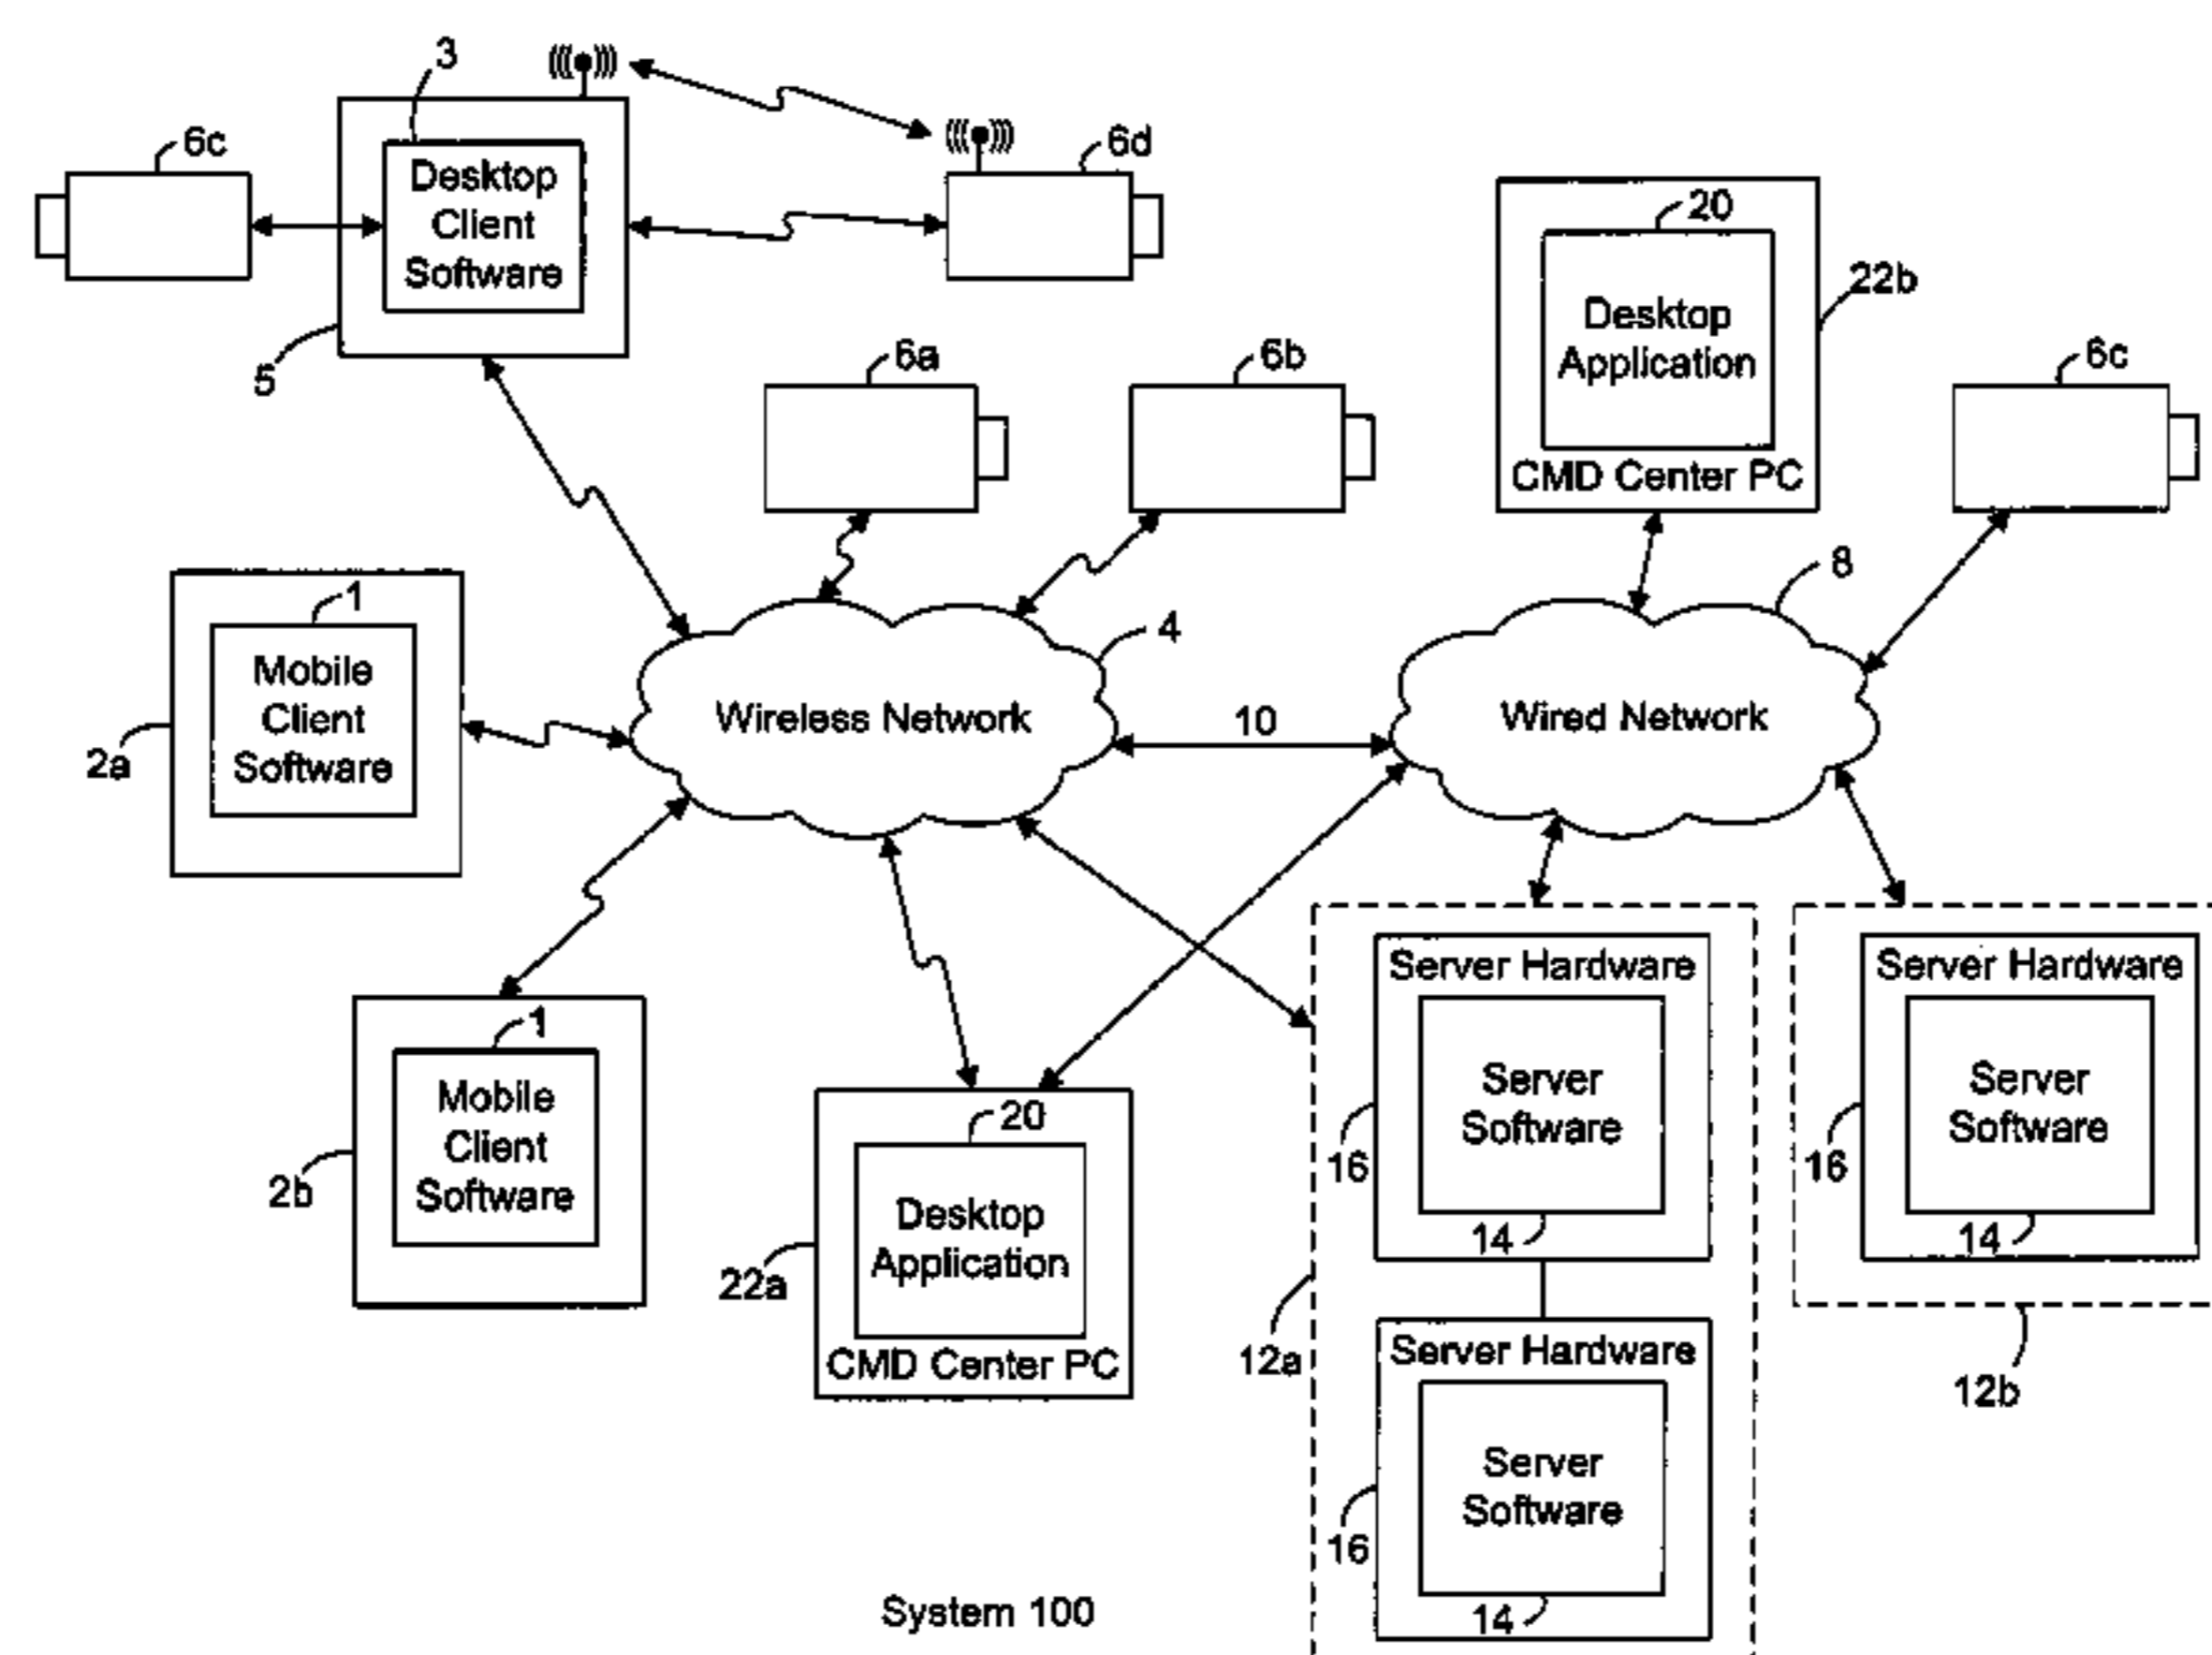 3
6c
6d
Desktop
Client
Software
5
20
22b
Desktop
Application
CMD Center PC
6a
6b
6c
8
1
Mobile
Client
Software
2a
4
Wireless Network
10
Wired Network
1
Mobile
Client
Software
2b
20
Desktop
Application
CMD Center PC
22a
Server Hardware
Server
Software
16
14
Server Hardware
Server
Software
16
14
12a
Server Hardware
Server
Software
16
14
12b
System 100